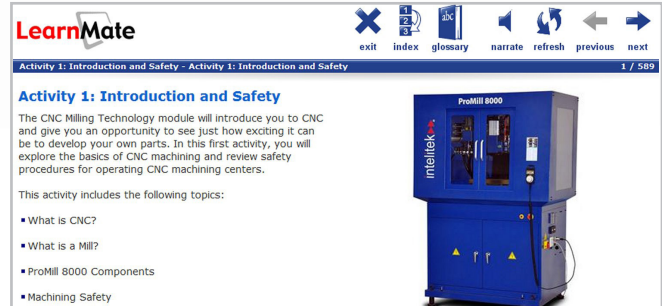 LearnMate
1
2
3
abc
exit index glossary narrate refresh previous next
Activity 1: Introduction and Safety - Activity 1: Introduction and Safety 1 / 589
Activity 1: Introduction and Safety
The CNC Milling Technology module will introduce you to CNC
and give you an opportunity to see just how exciting it can
be to develop your own parts. In this first activity, you will
explore the basics of CNC machining and review safety
procedures for operating CNC machining centers.
This activity includes the following topics:
▪ What is CNC?
▪ What is a Mill?
▪ ProMill 8000 Components
▪ Machining Safety
ProMill 8000
intelitek